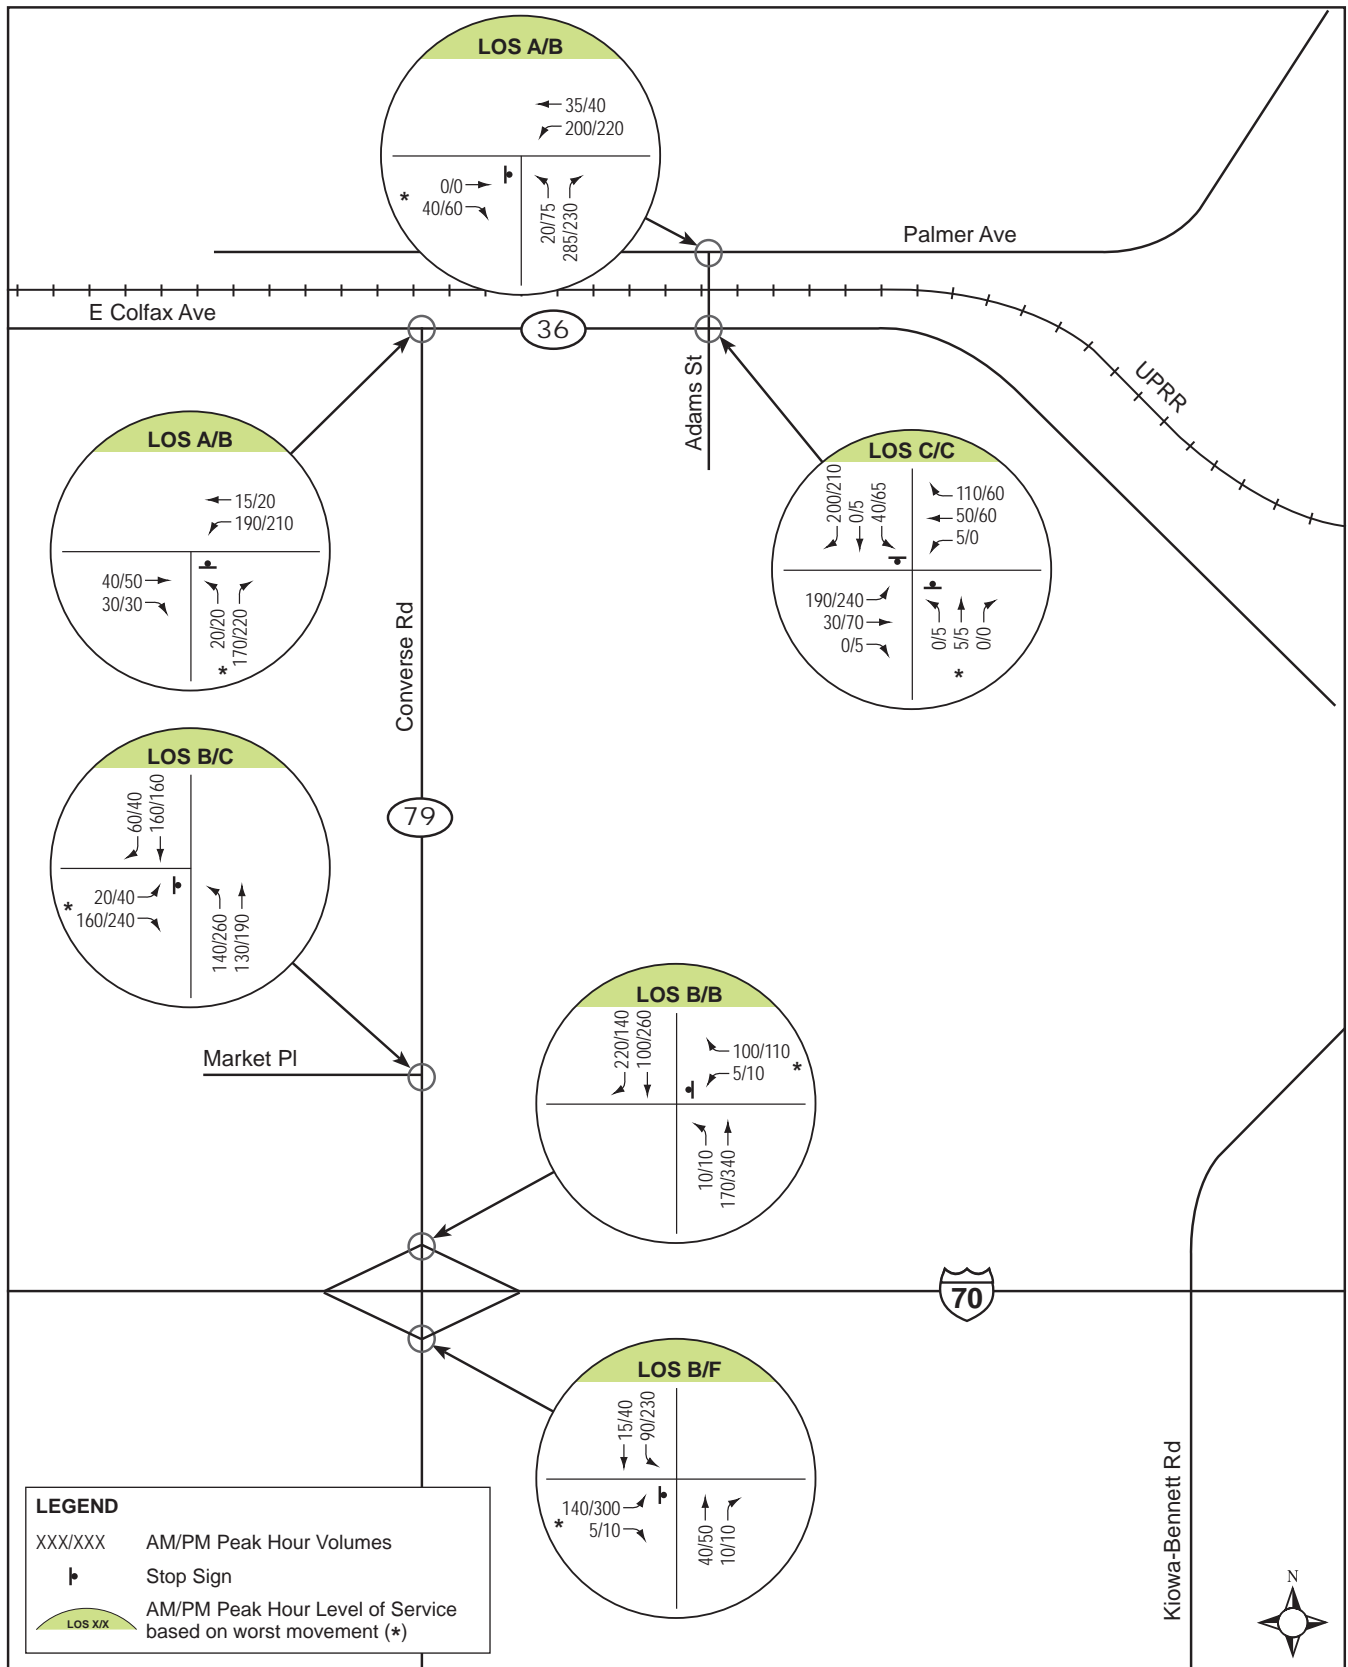 LOS A/B
35/40
200/220
0/0
*
40/60
20/75
285/230
Palmer Ave
E Colfax Ave
36
Adams St
UPRR
LOS A/B
15/20
190/210
40/50
30/30
20/20
170/220
*
Converse Rd
LOS C/C
200/210
0/5
40/65
110/60
50/60
5/0
190/240
30/70
0/5
0/5
5/5
0/0
*
LOS B/C
60/40
160/160
20/40
*
160/240
140/260
130/190
79
Market Pl
LOS B/B
220/140
100/260
100/110
5/10
*
10/10
170/340
70
LOS B/F
15/40
90/230
140/300
*
5/10
40/50
10/10
Kiowa-Bennett Rd
LEGEND
XXX/XXX AM/PM Peak Hour Volumes
Stop Sign
LOS X/X
AM/PM Peak Hour Level of Service
based on worst movement (*)
N